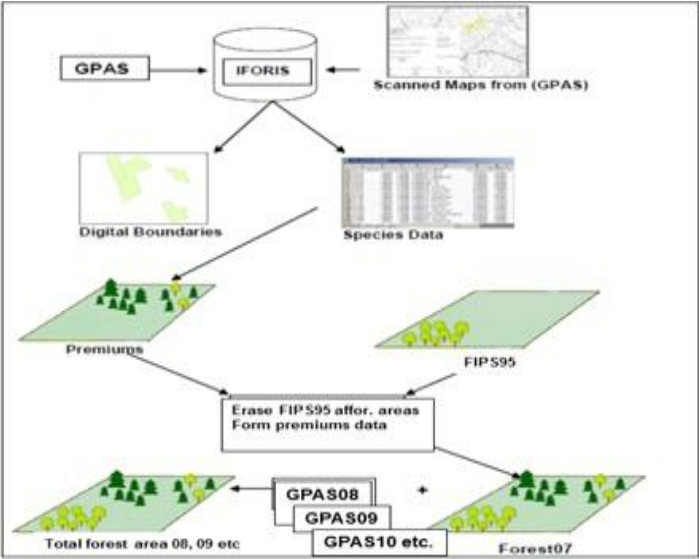 GPAS
IFORIS
Scanned Maps from (GPAS)
Digital Boundaries
Species Data
Premiums
FIPS95
Erase FIPS95 affor. areas
Form premiums data
GPAS08
+
GPAS09
GPAS10 etc.
Total forest area 08, 09 etc
Forest07